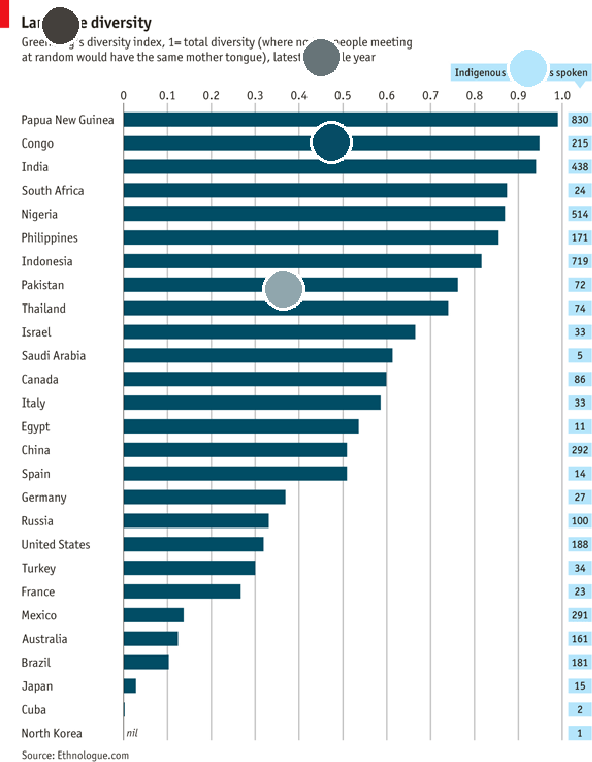 diversity
diversity index, 1= total diversity (where no people meeting
at random would have the same mother tongue), latest year
Indigenous spoken
0 0.1 0.2 0.3 0.4 0.5 0.6 0.7 0.8 0.9 1.0
Papua New Guinea 830
Congo 215
India 438
South Africa 24
Nigeria 514
Philippines 171
Indonesia 719
Pakistan 72
Thailand 74
Israel 33
Saudi Arabia 5
Canada 86
Italy 33
Egypt 11
China 292
Spain 14
Germany 27
Russia 100
United States 188
Turkey 34
France 23
Mexico 291
Australia 161
Brazil 181
Japan 15
Cuba 2
North Korea nil 1
Source: Ethnologue.com